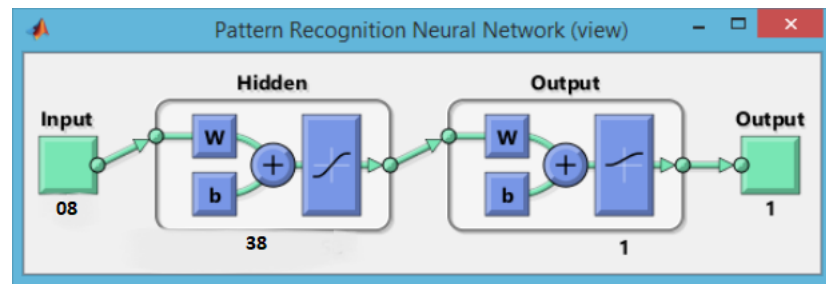 Pattern Recognition Neural Network (view)
Hidden Output
Input Output
W W
b b
08 1
38 1